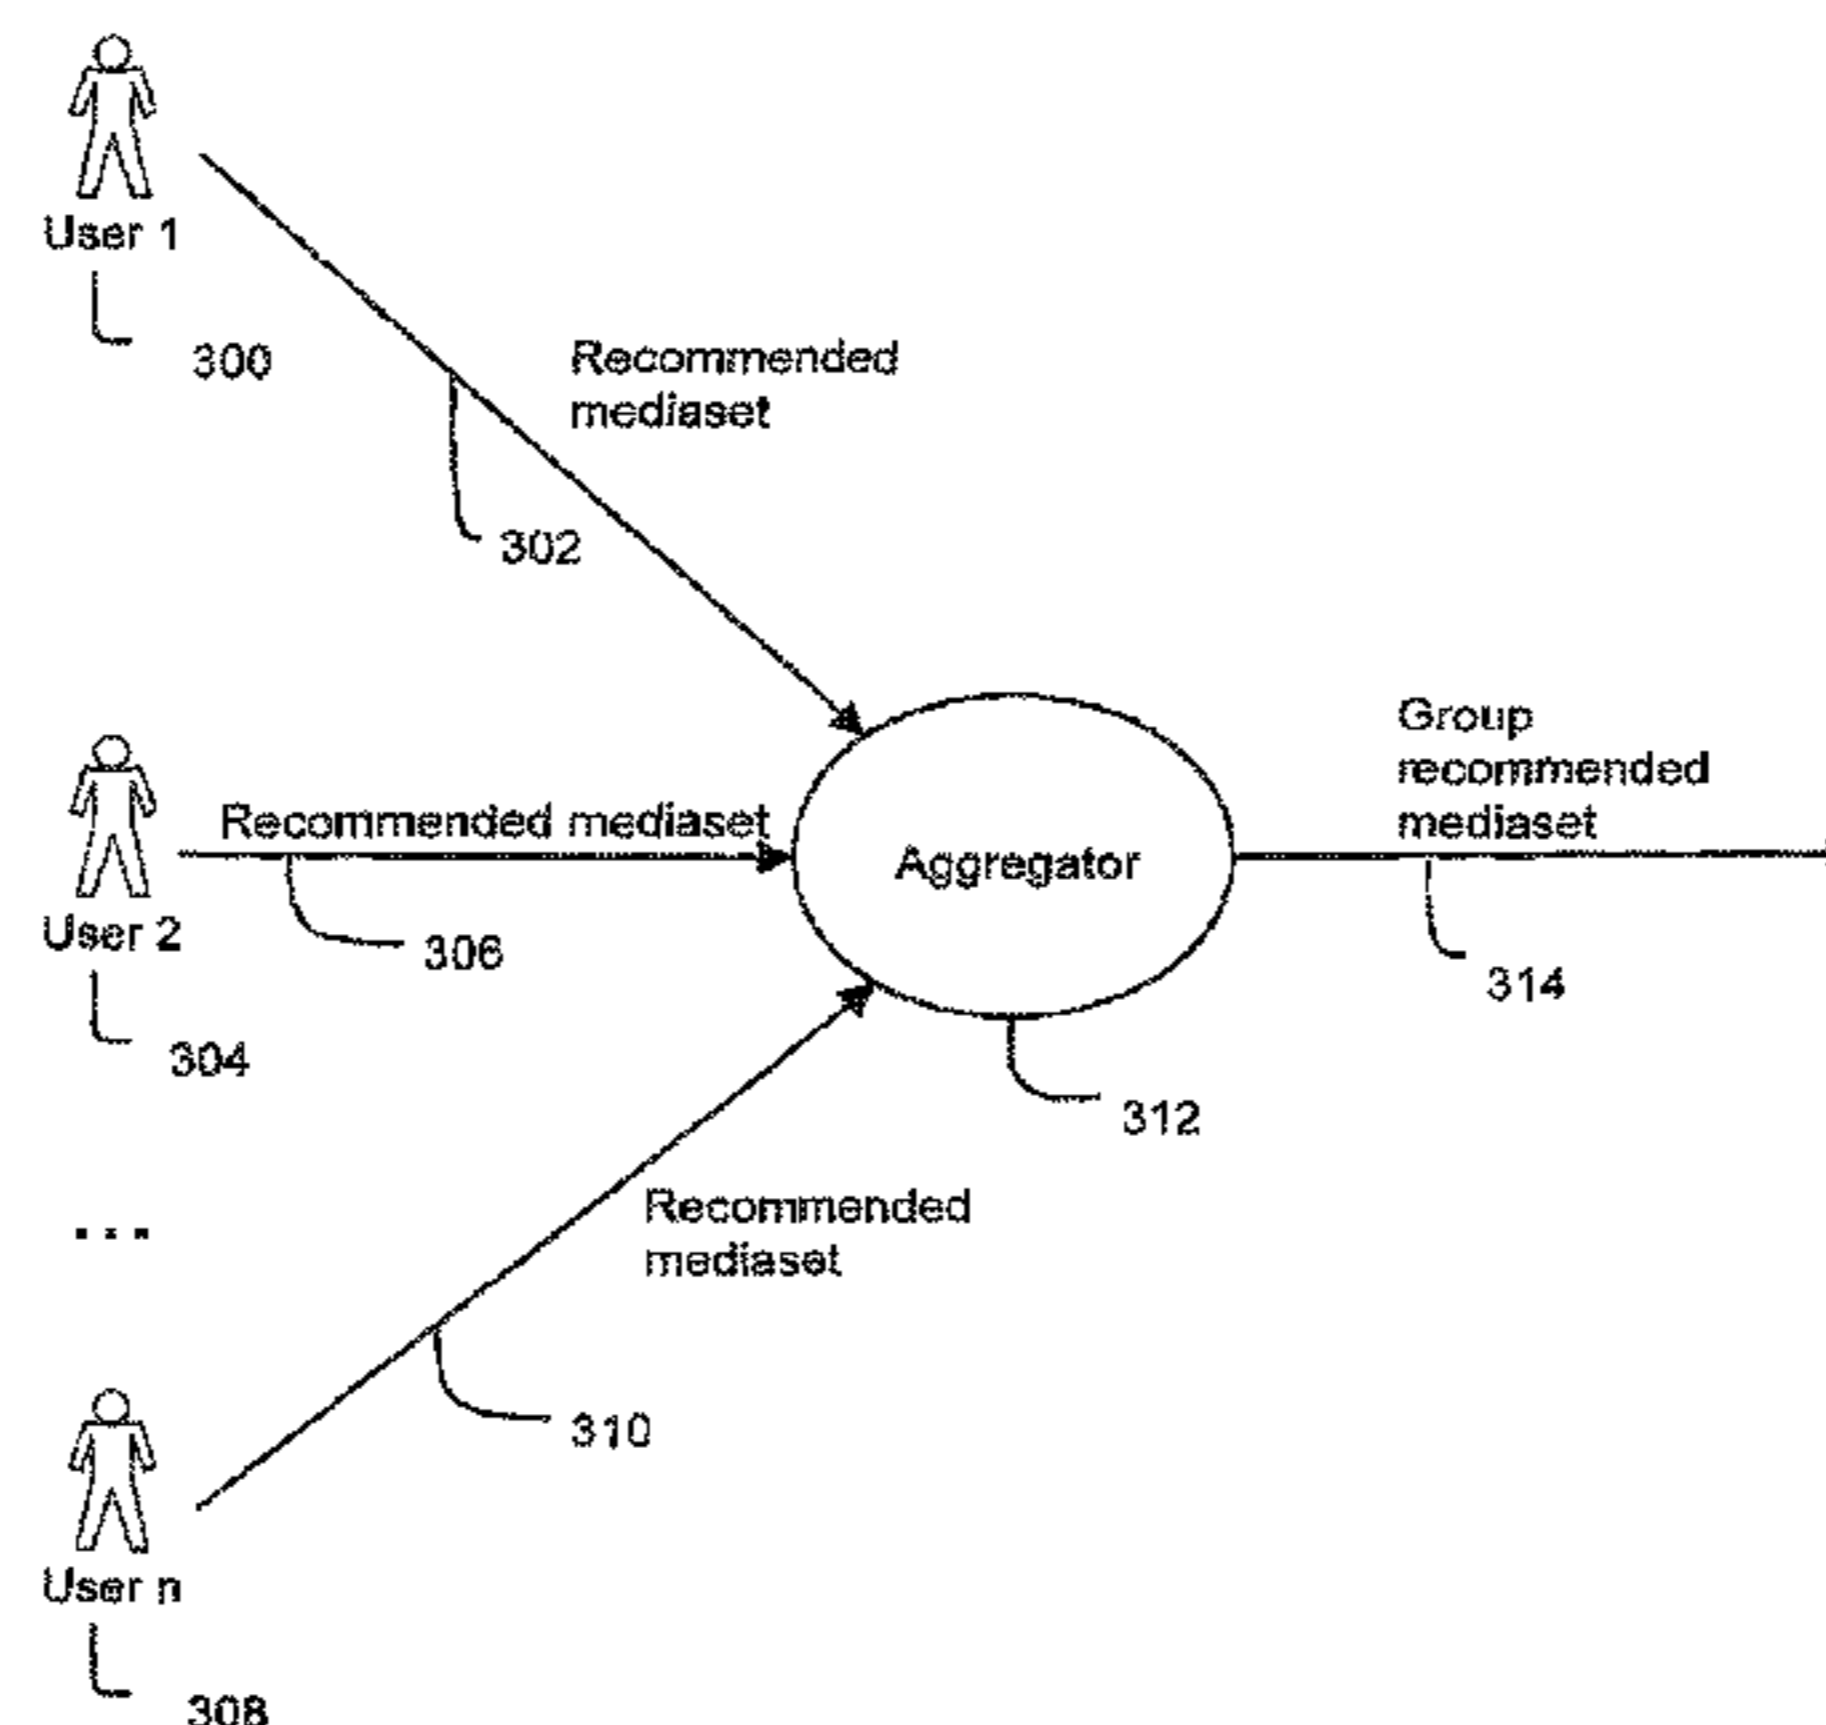 User 1
300
Recommended
mediaset
302
Group
recommended
mediaset
Recommended mediaset
Aggregator
User 2
306
314
304
312
Recommended
mediaset
...
310
User n
308